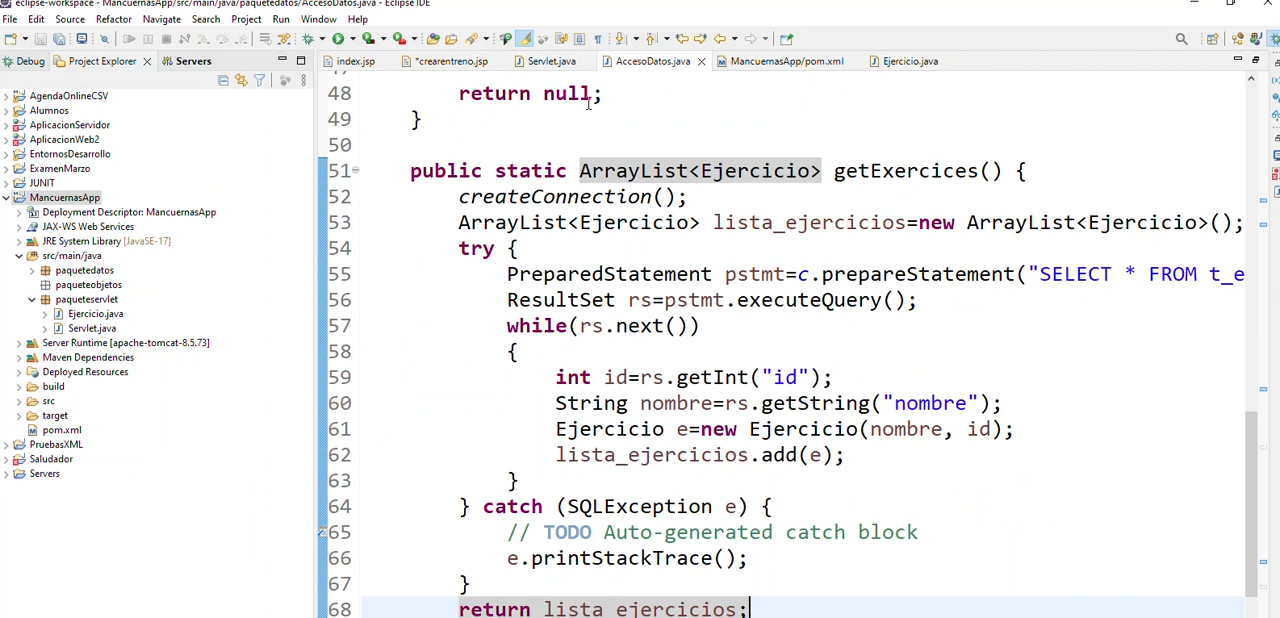 eclipse-workspace - MancuernasApp/src/main/java/paquetedatos/AccesoDatos.java - Eclipse IDE
File Edit Source Refactor Navigate Search Project Run Window Help
Debug Project Explorer Servers
index.jsp *crearentreno.jsp Servlet.java AccesoDatos.java MancuernasApp/pom.xml Ejercicio.java
AgendaOnlineCSV
Alumnos
AplicacionServidor
AplicacionWeb2
EntornosDesarrollo
ExamenMarzo
JUNIT
MancuernasApp
Deployment Descriptor: MancuernasApp
JAX-WS Web Services
JRE System Library [JavaSE-17]
src/main/java
paquetedatos
paqueteobjetos
paqueteservlet
Ejercicio.java
Servlet.java
Server Runtime [apache-tomcat-8.5.73]
Maven Dependencies
Deployed Resources
build
src
target
pom.xml
PruebasXML
Saludador
Servers
48 return null;
49 }
50
51 public static ArrayList<Ejercicio> getExercices() {
52 createConnection();
53 ArrayList<Ejercicio> lista_ejercicios=new ArrayList<Ejercicio>();
54 try {
55 PreparedStatement pstmt=c.prepareStatement("SELECT * FROM t_e
56 ResultSet rs=pstmt.executeQuery();
57 while(rs.next())
58 {
59 int id=rs.getInt("id");
60 String nombre=rs.getString("nombre");
61 Ejercicio e=new Ejercicio(nombre, id);
62 lista_ejercicios.add(e);
63 }
64 } catch (SQLException e) {
65 // TODO Auto-generated catch block
66 e.printStackTrace();
67 }
68 return lista_ejercicios;